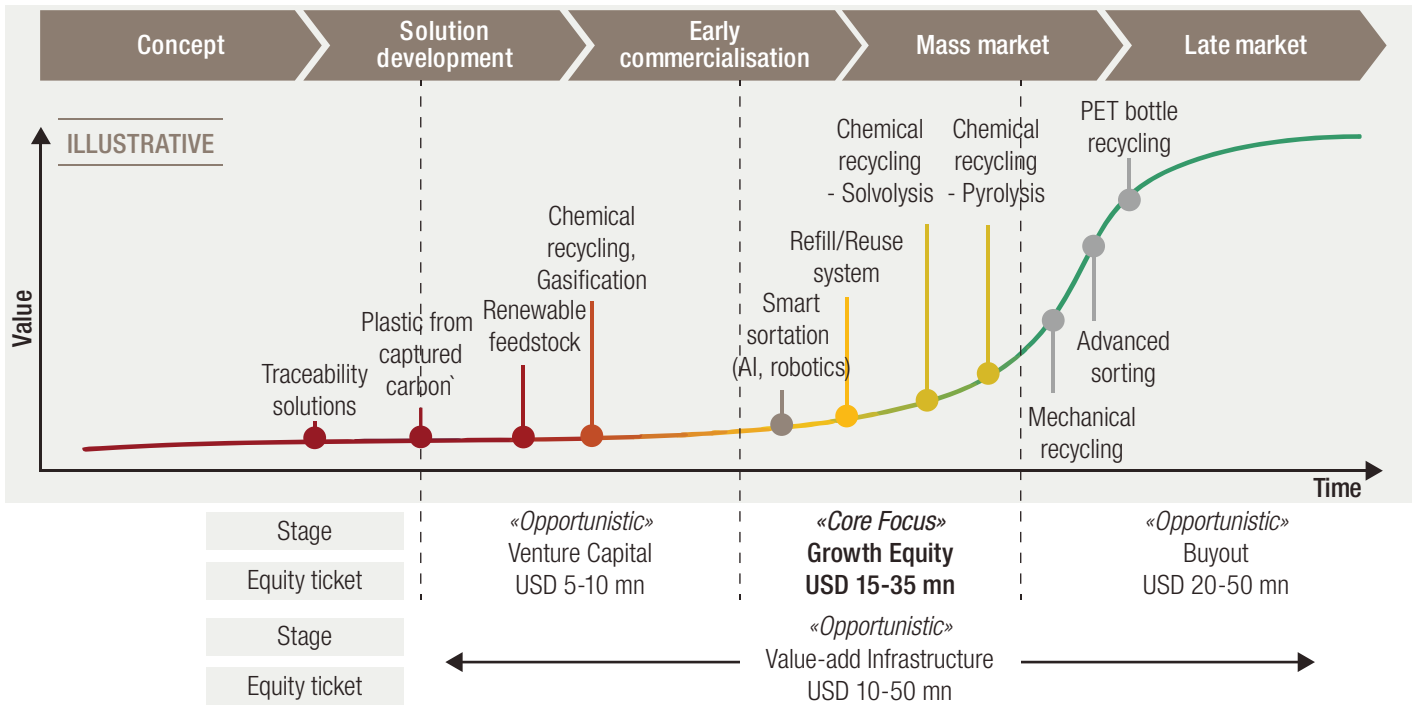 Concept
Solution
development
Early
commercialisation
Mass market
Late market
ILLUSTRATIVE
Value
Traceability
solutions
Plastic from
captured
carbon`
Renewable
feedstock
Chemical
recycling,
Gasification
Smart
sortation
(AI, robotics)
Refill/Reuse
system
Chemical
recycling
- Solvolysis
Chemical
recycling
- Pyrolysis
Mechanical
recycling
Advanced
sorting
PET bottle
recycling
Time
Stage
Equity ticket
«Opportunistic»
Venture Capital
USD 5-10 mn
«Core Focus»
Growth Equity
USD 15-35 mn
«Opportunistic»
Buyout
USD 20-50 mn
Stage
Equity ticket
«Opportunistic»
Value-add Infrastructure
USD 10-50 mn